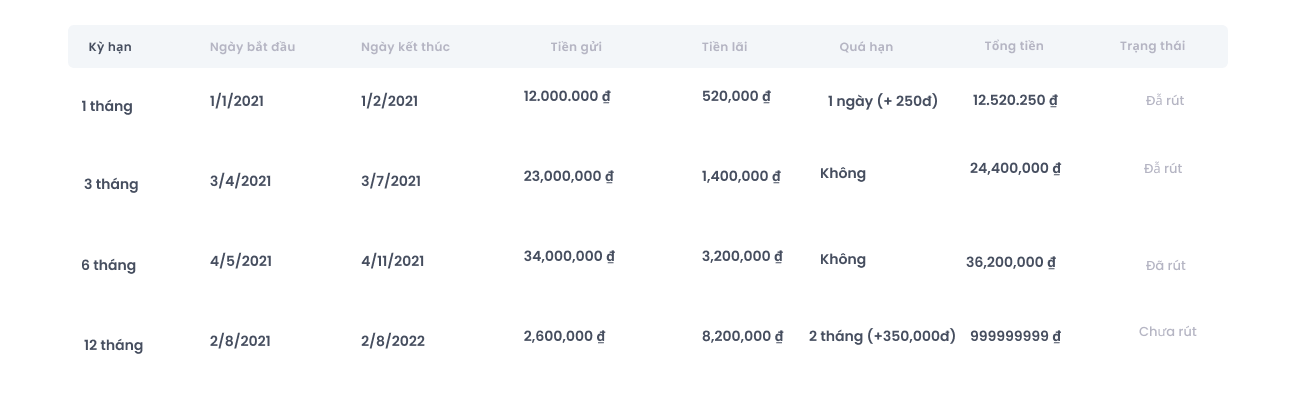 Kỳ hạn Ngày bắt đầu Ngày kết thúc Tiền gửi Tiền lãi Quá hạn Tổng tiền Trạng thái
1 tháng 1/1/2021 1/2/2021 12.000.000 ₫ 520,000 ₫ 1 ngày (+ 250đ) 12.520.250 ₫ Đẫ rút
3 tháng 3/4/2021 3/7/2021 23,000,000 ₫ 1,400,000 ₫ Không 24,400,000 ₫ Đẫ rút
6 tháng 4/5/2021 4/11/2021 34,000,000 ₫ 3,200,000 ₫ Không 36,200,000 ₫ Đã rút
12 tháng 2/8/2021 2/8/2022 2,600,000 ₫ 8,200,000 ₫ 2 tháng (+350,000đ) 999999999 ₫ Chưa rút